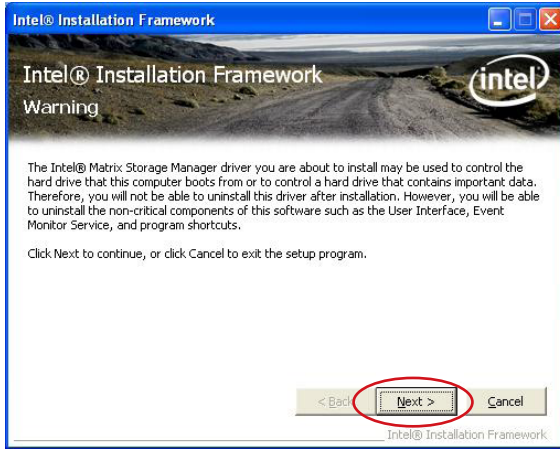 Intel® Installation Framework
Intel® Installation Framework
intel
Warning
The Intel® Matrix Storage Manager driver you are about to install may be used to control the
hard drive that this computer boots from or to control a hard drive that contains important data.
Therefore, you will not be able to uninstall this driver after installation. However, you will be able
to uninstall the non-critical components of this software such as the User Interface, Event
Monitor Service, and program shortcuts.
Click Next to continue, or click Cancel to exit the setup program.
< Back
Next >
Cancel
Intel® Installation Framework